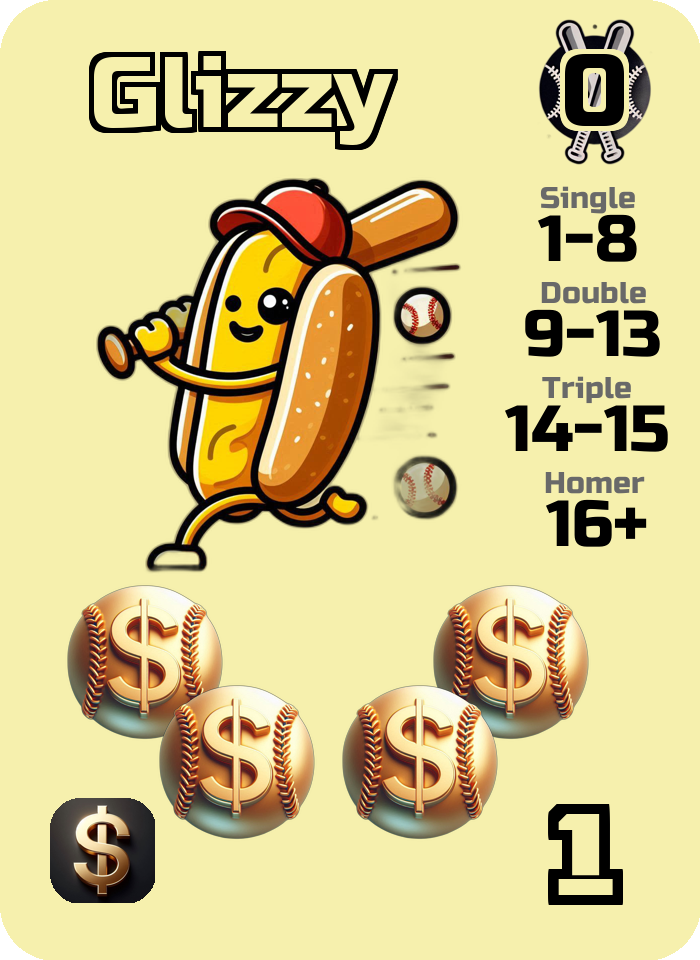 Glizzy
0
Single
1-8
Double
9-13
Triple
14-15
Homer
16+
$ $
$ $
$
1